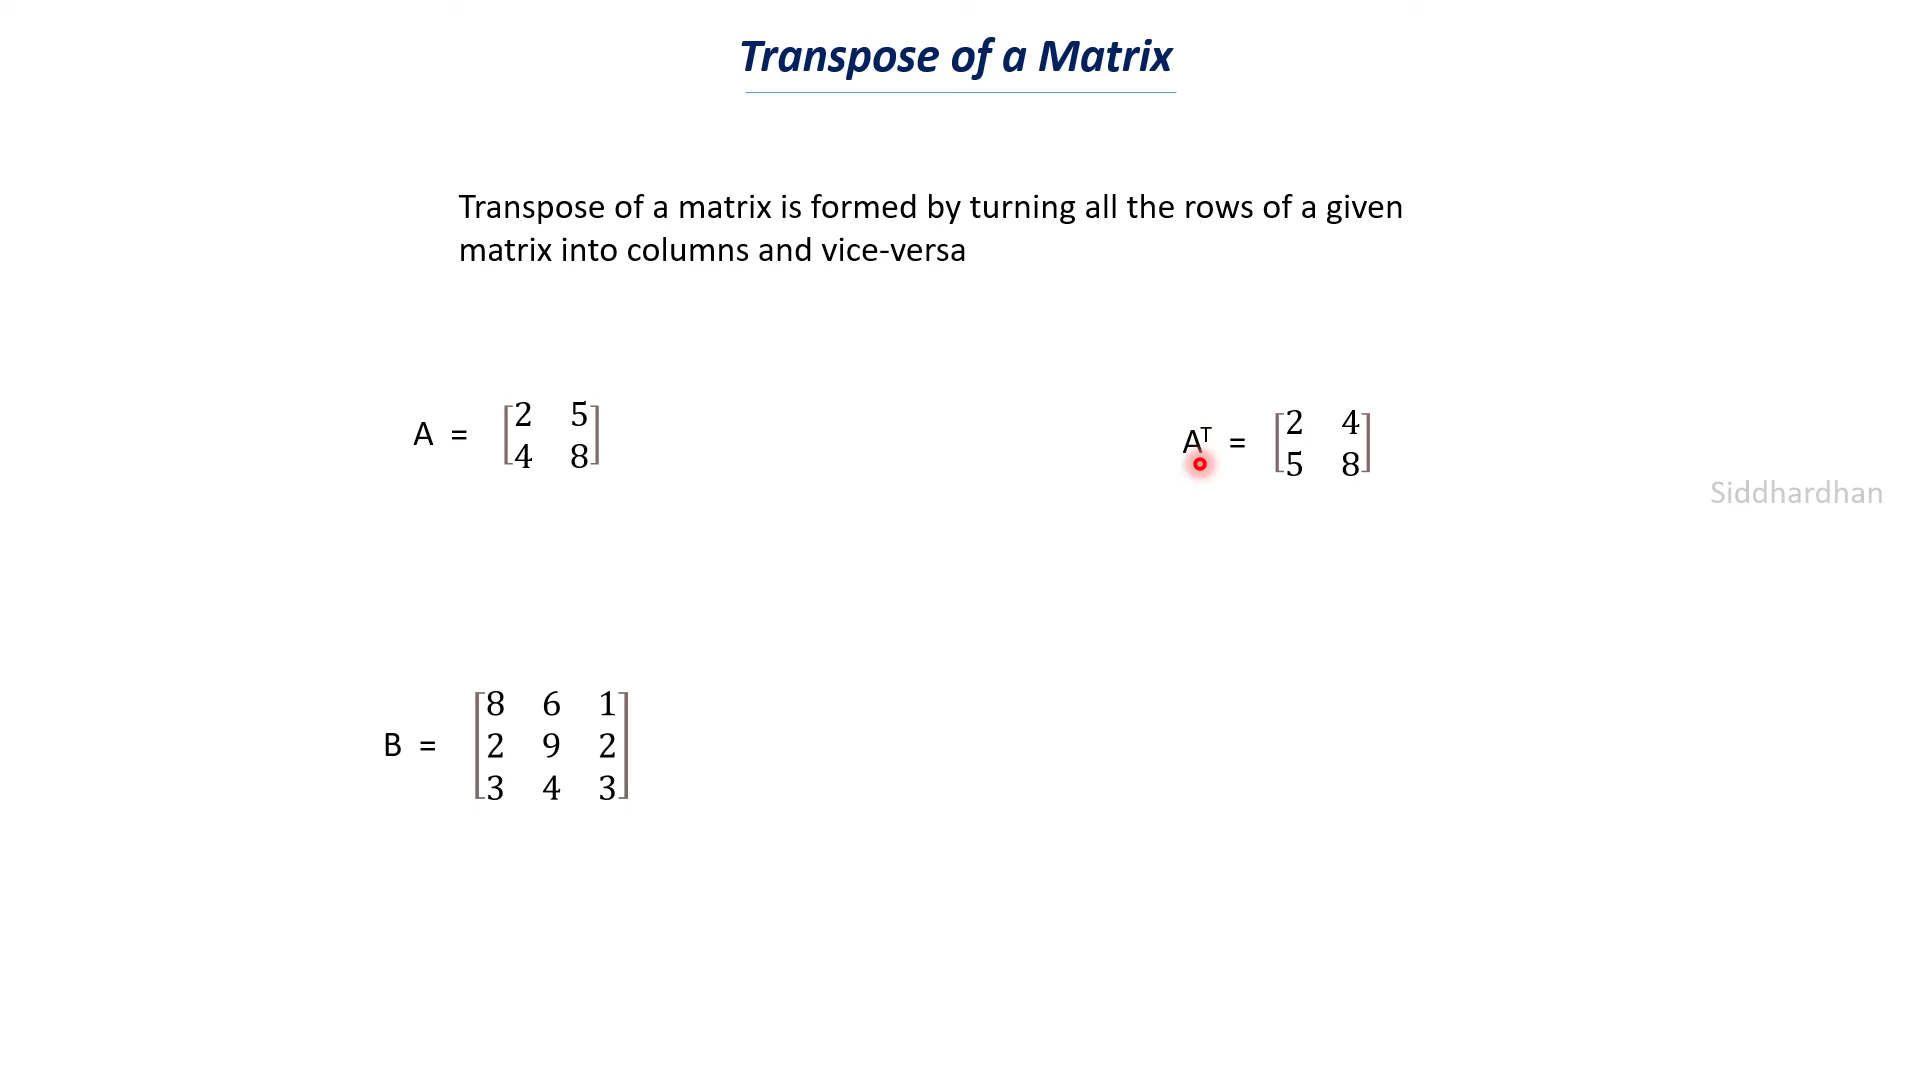 Transpose of a Matrix
Transpose of a matrix is formed by turning all the rows of a given
matrix into columns and vice-versa
A = [2 5
4 8]
Aᵀ = [2 4
5 8]
Siddhardhan
B = [8 6 1
2 9 2
3 4 3]